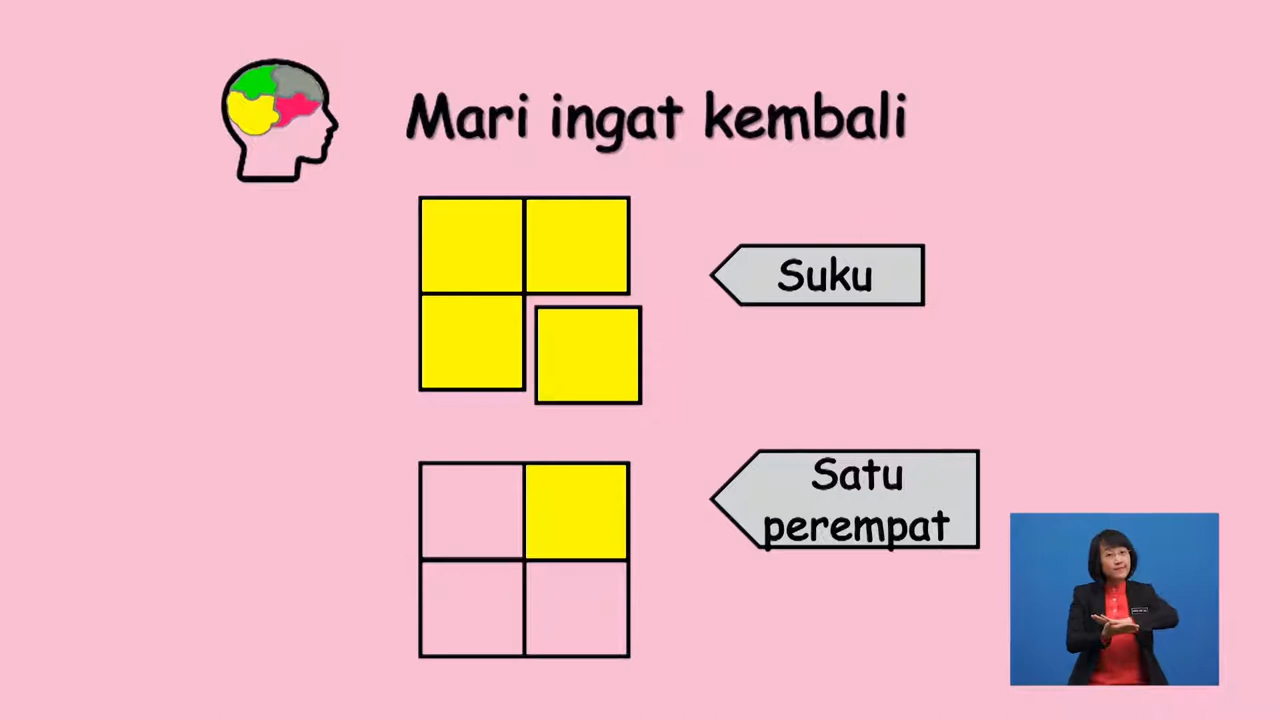 Mari ingat kembali
Suku
Satu
perempat